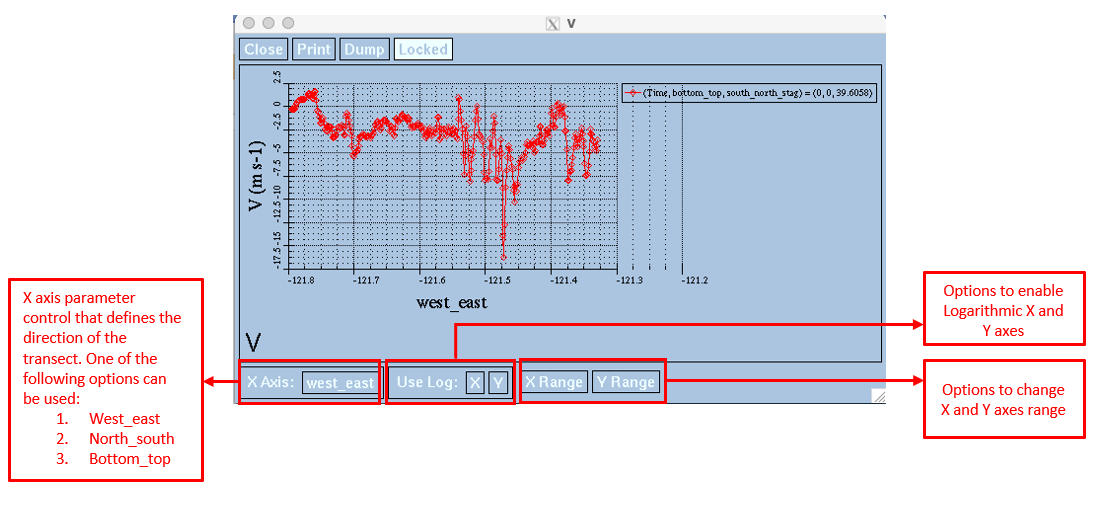 X V
Close Print Dump Locked
(Time, bottom_top, south_north_stag) = (0, 0, 39.6058)
V (m s-1)
2.5
0
-2.5
-5
-7.5
-10
-12.5
-15
-17.5
-121.8 -121.7 -121.6 -121.5 -121.4 -121.3 -121.2
west_east
V
X Axis: west_east Use Log: X Y X Range Y Range
X axis parameter
control that defines the
direction of the
transect. One of the
following options can
be used:
1. West_east
2. North_south
3. Bottom_top
Options to enable
Logarithmic X and
Y axes
Options to change
X and Y axes range